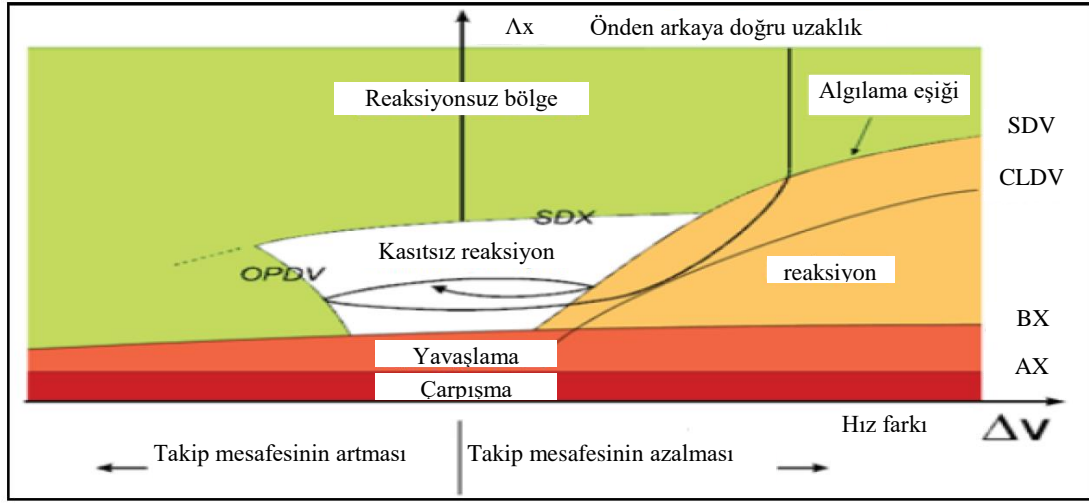 Λx Önden arkaya doğru uzaklık
Reaksiyonsuz bölge
Algılama eşiği
SDV
CLDV
SDX
Kasıtsız reaksiyon
OPDV
reaksiyon
BX
Yavaşlama
AX
Çarpışma
Hız farkı
ΔV
Takip mesafesinin artması
Takip mesafesinin azalması